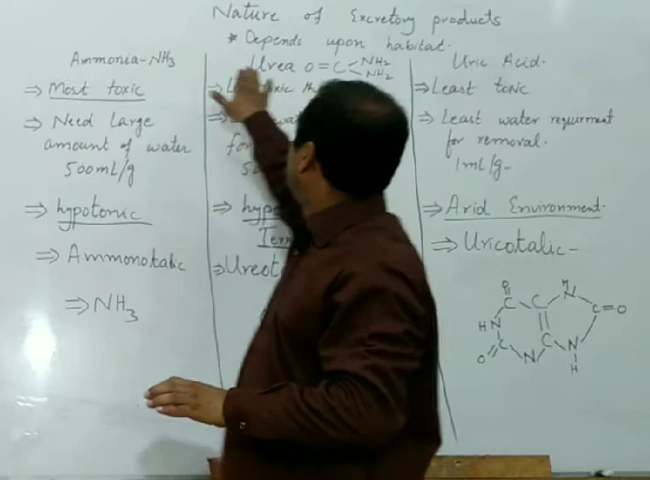 Nature of Excretory products
* Depends upon habitat-
Ammonia-NH3
⇒ Most toxic
⇒ Need Large
amount of water
500mL/g
⇒ hypotonic
⇒ Ammonotalic
⇒ NH3
Urea O=C NH2
NH2
⇒
⇒
⇒
⇒
Uric Acid-
⇒ Least toxic
⇒ Least water requirment
for removal.
1mL/g-
⇒ Arid Environment-
⇒ Uricotalic-
O
C C H N
H N C=O
O C N C N
H